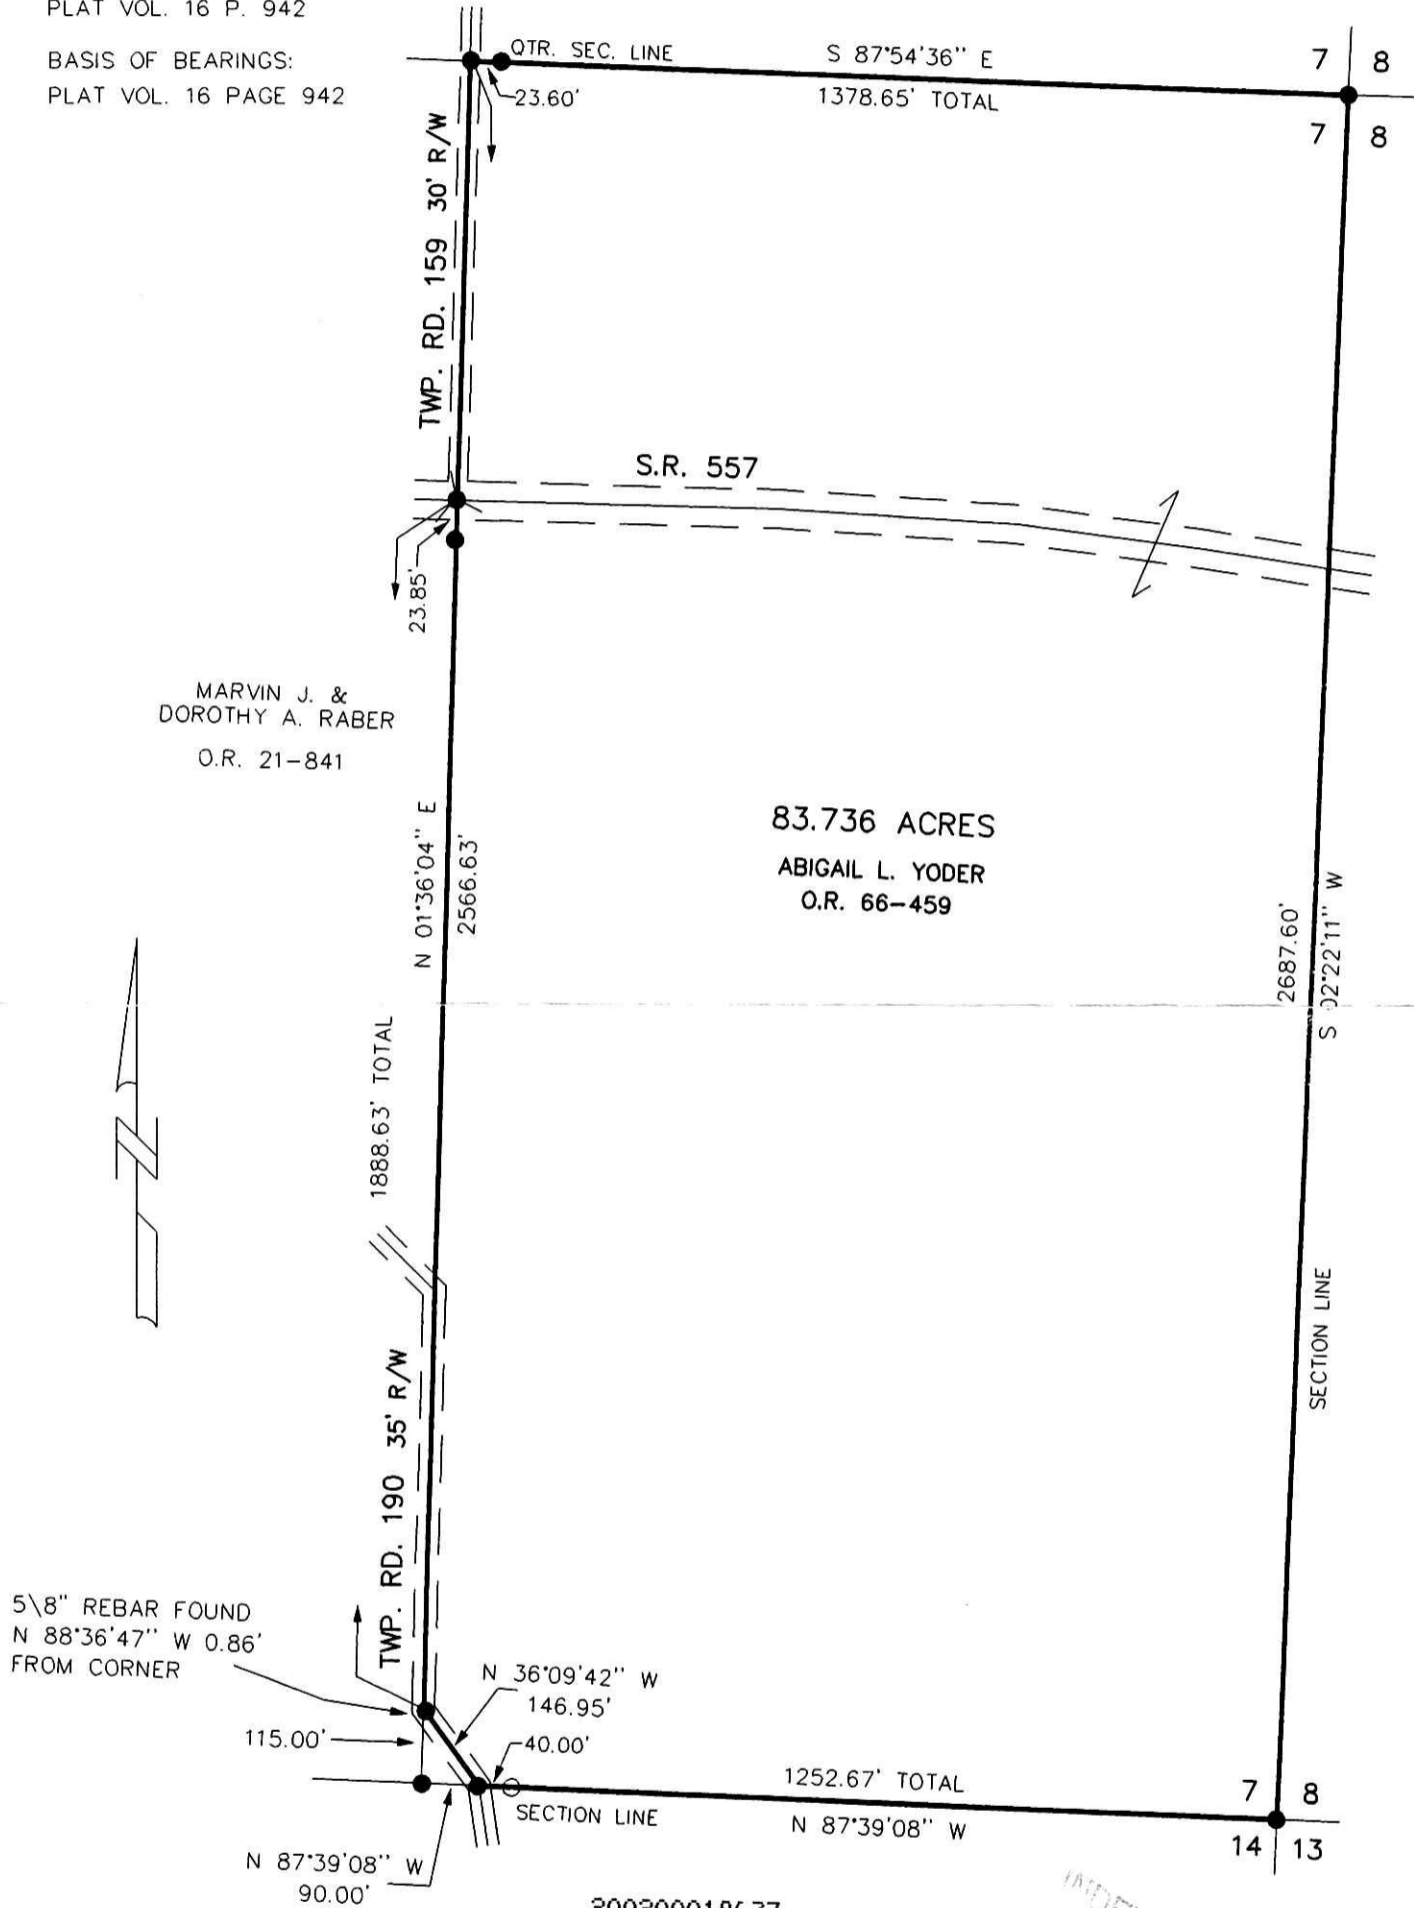 PLAT VOL. 16 P. 942
BASIS OF BEARINGS:
PLAT VOL. 16 PAGE 942
QTR. SEC. LINE
S 87°54'36" E
7
8
23.60'
1378.65' TOTAL
7
8
TWP. RD. 159 30' R/W
S.R. 557
23.85'
MARVIN J. &
DOROTHY A. RABER
O.R. 21-841
83.736 ACRES
ABIGAIL L. YODER
O.R. 66-459
N 01°36'04" E
2566.63'
2687.60'
S 02°22'11" W
1888.63' TOTAL
SECTION LINE
TWP. RD. 190 35' R/W
5\8" REBAR FOUND
N 88°36'47" W 0.86'
FROM CORNER
N 36°09'42" W
146.95'
115.00'
40.00'
1252.67' TOTAL
7
8
SECTION LINE
N 87°39'08" W
14
13
N 87°39'08" W
90.00'